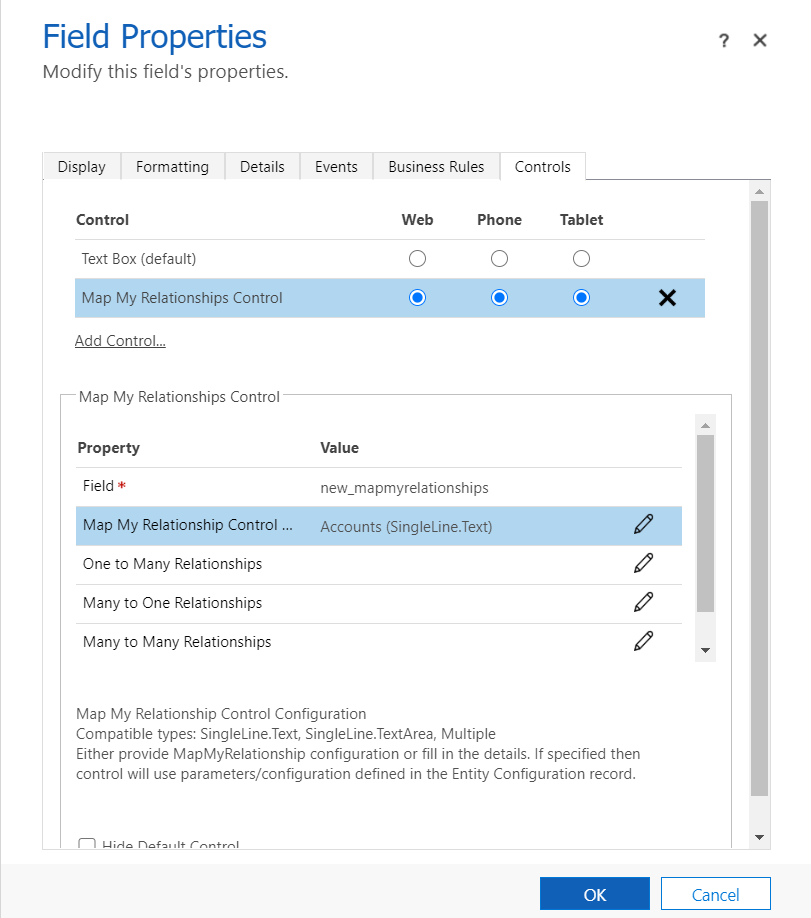 Field Properties
? 
Modify this field's properties.
Display Formatting Details Events Business Rules Controls
Control Web Phone Tablet
Text Box (default)
Map My Relationships Control
Add Control...
Map My Relationships Control
Property Value
Field * new_mapmyrelationships
Map My Relationship Control ... Accounts (SingleLine.Text)
One to Many Relationships
Many to One Relationships
Many to Many Relationships
Map My Relationship Control Configuration
Compatible types: SingleLine.Text, SingleLine.TextArea, Multiple
Either provide MapMyRelationship configuration or fill in the details. If specified then
control will use parameters/configuration defined in the Entity Configuration record.
Hide Default Control
OK Cancel